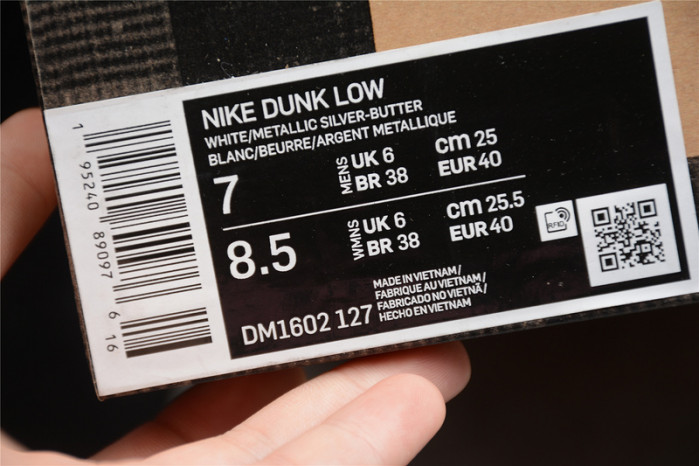 NIKE DUNK LOW
WHITE/METALLIC SILVER-BUTTER
BLANC/BEURRE/ARGENT METALLIQUE
7
MENS
UK 6
BR 38
cm 25
EUR 40
8.5
WMNS
UK 6
BR 38
cm 25.5
EUR 40
RFID
DM1602 127
MADE IN VIETNAM/
FABRIQUE AU VIETNAM/
FABRICADO NO VIETNÃ/
HECHO EN VIETNAM
1 95240 89097 6 16